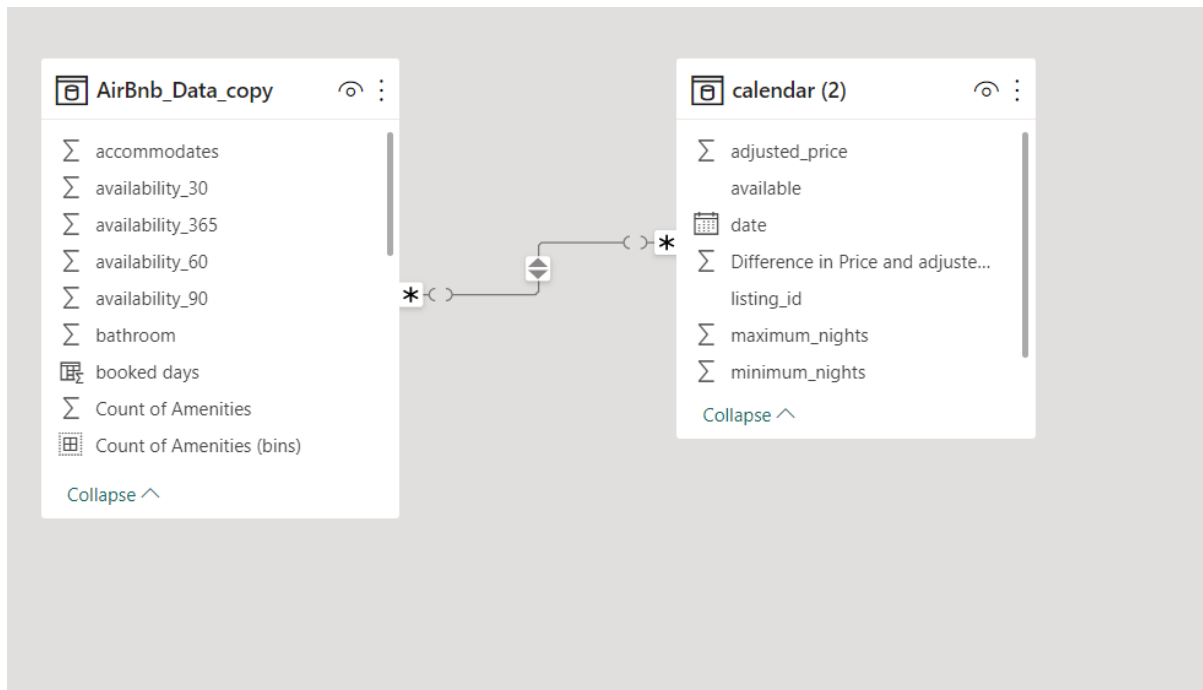 AirBnb_Data_copy
accommodates
availability_30
availability_365
availability_60
availability_90
bathroom
booked days
Count of Amenities
Count of Amenities (bins)
Collapse
calendar (2)
adjusted_price
available
date
Difference in Price and adjuste...
listing_id
maximum_nights
minimum_nights
Collapse